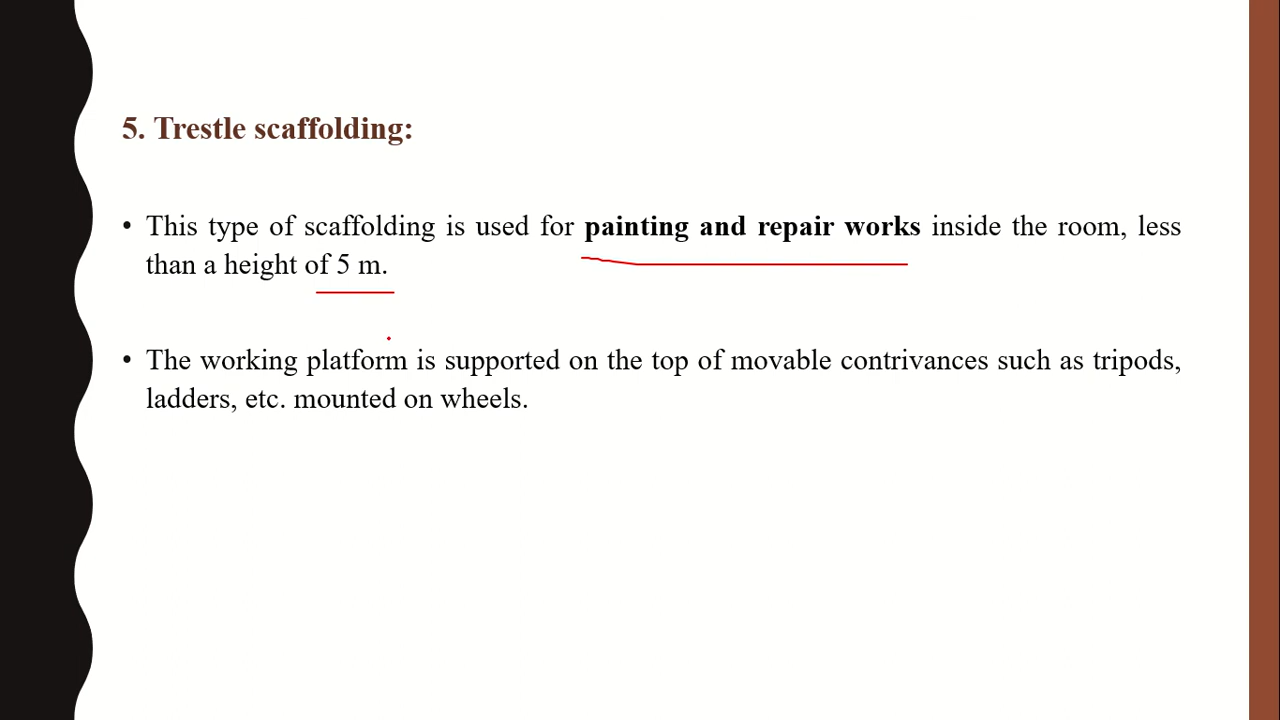 5. Trestle scaffolding:
• This type of scaffolding is used for painting and repair works inside the room, less
than a height of 5 m.
• The working platform is supported on the top of movable contrivances such as tripods,
ladders, etc. mounted on wheels.